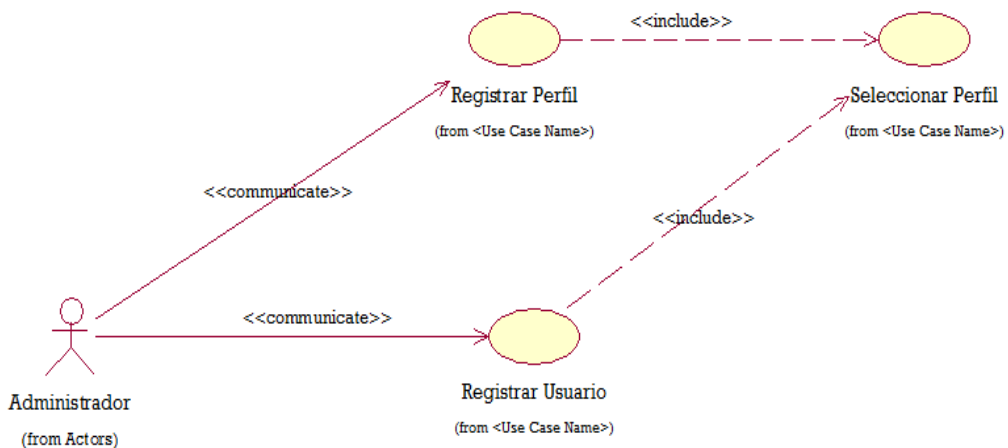 <<include>>
Registrar Perfil
(from <Use Case Name>)
Seleccionar Perfil
(from <Use Case Name>)
<<communicate>>
<<include>>
<<communicate>>
Administrador
(from Actors)
Registrar Usuario
(from <Use Case Name>)